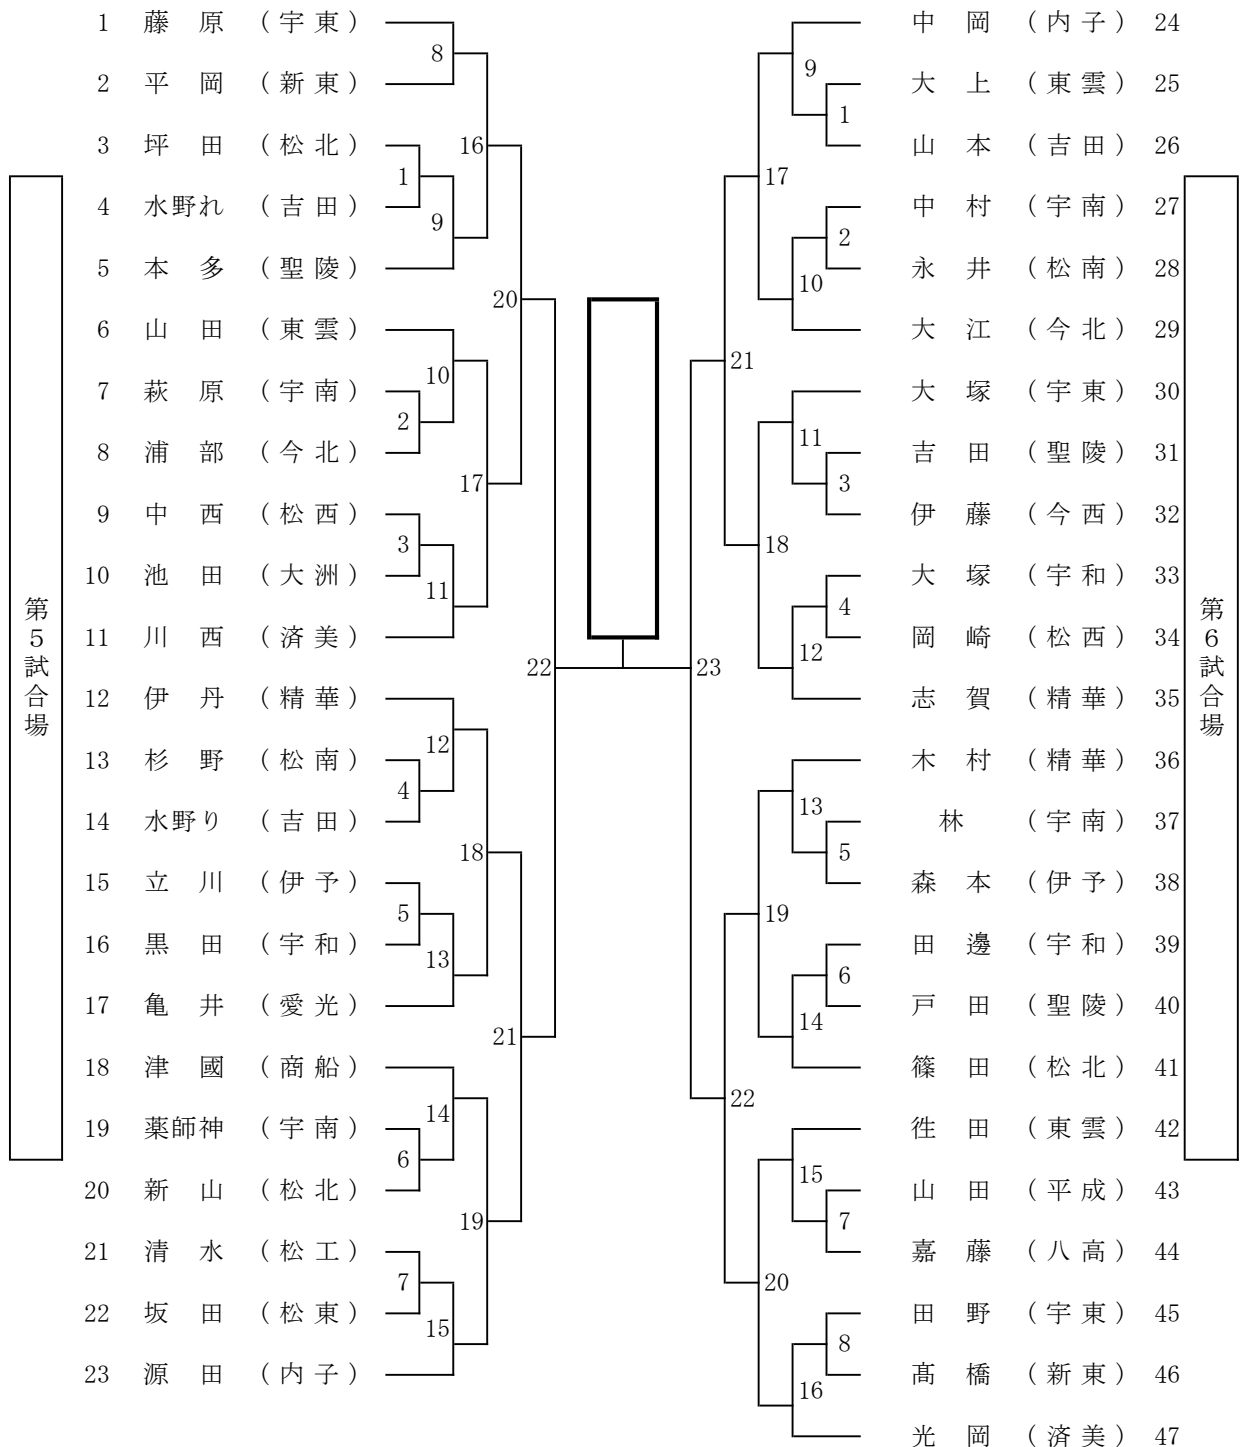 第5試合場
1 藤原 (宇東)
2 平岡 (新東)
3 坪田 (松北)
4 水野れ (吉田)
5 本多 (聖陵)
6 山田 (東雲)
7 萩原 (宇南)
8 浦部 (今北)
9 中西 (松西)
10 池田 (大洲)
11 川西 (済美)
12 伊丹 (精華)
13 杉野 (松南)
14 水野り (吉田)
15 立川 (伊予)
16 黒田 (宇和)
17 亀井 (愛光)
18 津國 (商船)
19 薬師神 (宇南)
20 新山 (松北)
21 清水 (松工)
22 坂田 (松東)
23 源田 (内子)
1
2
3
4
5
6
7
8
9
10
11
12
13
14
15
16
17
18
19
20
21
22
23
中岡 (内子) 24
大上 (東雲) 25
山本 (吉田) 26
中村 (宇南) 27
永井 (松南) 28
大江 (今北) 29
大塚 (宇東) 30
吉田 (聖陵) 31
伊藤 (今西) 32
大塚 (宇和) 33
岡崎 (松西) 34
志賀 (精華) 35
木村 (精華) 36
林 (宇南) 37
森本 (伊予) 38
田邊 (宇和) 39
戸田 (聖陵) 40
篠田 (松北) 41
徃田 (東雲) 42
山田 (平成) 43
嘉藤 (八高) 44
田野 (宇東) 45
髙橋 (新東) 46
光岡 (済美) 47
1
2
3
4
5
6
7
8
9
10
11
12
13
14
15
16
17
18
19
20
21
22
第6試合場